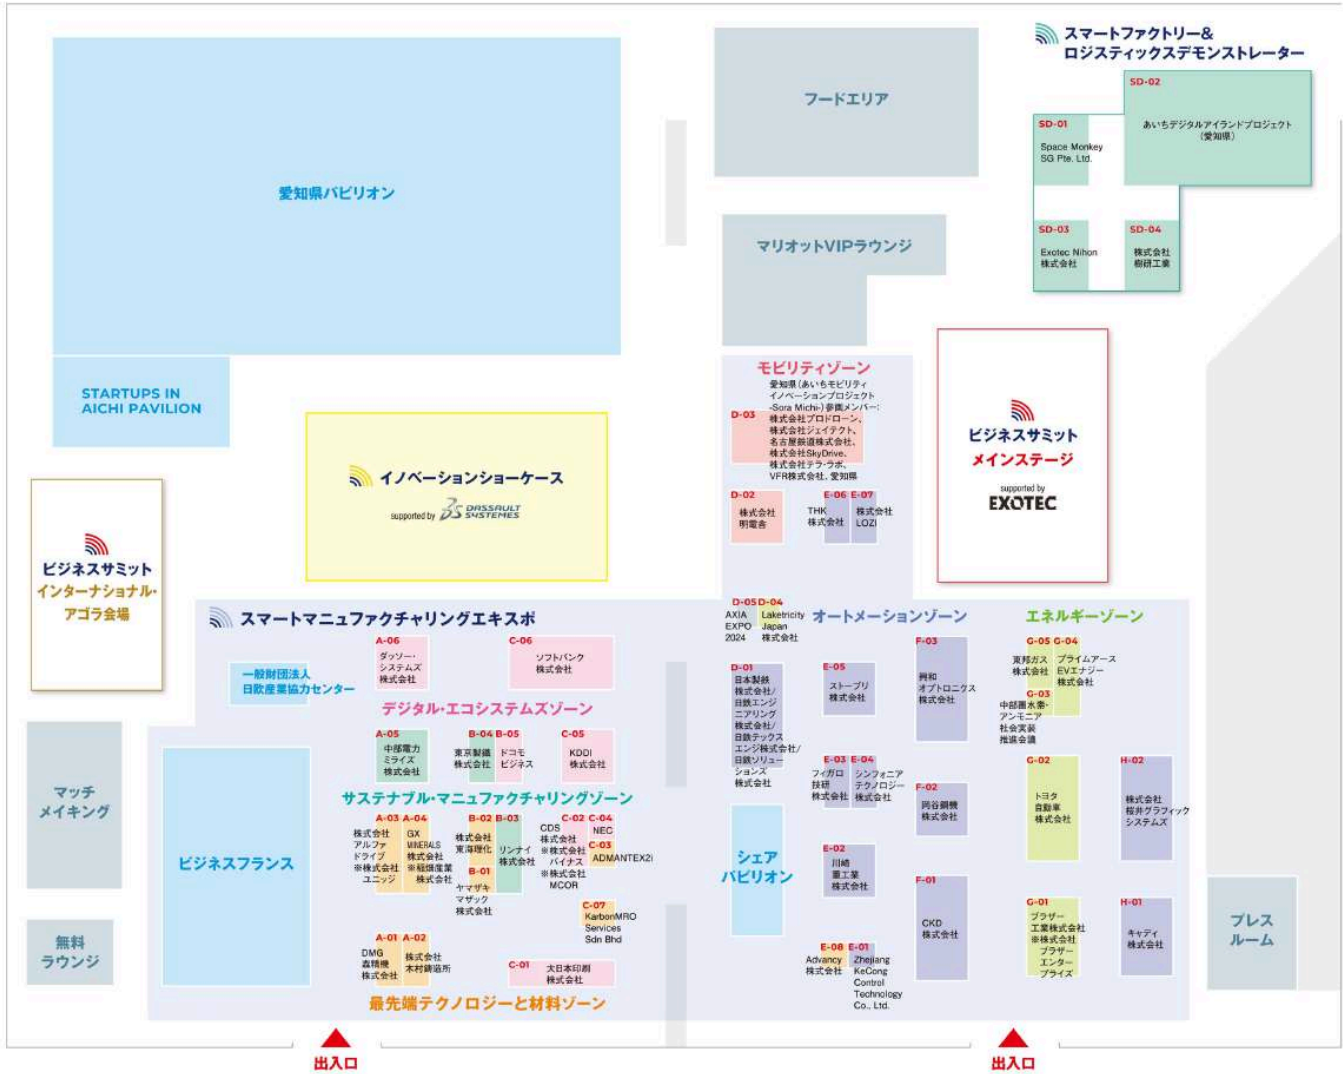 スマートファクトリー&
ロジスティックスデモンストレーター
SD-02
あいちデジタルアイランドプロジェクト
(愛知県)
SD-01
Space Monkey
SG Pte. Ltd.
SD-03
Exotec Nihon
株式会社
SD-04
株式会社
樹研工業
フードエリア
愛知県パビリオン
マリオットVIPラウンジ
STARTUPS IN
AICHI PAVILION
イノベーションショーケース
supported by DASSAULT SYSTEMES
ビジネスサミット
インターナショナル・
アゴラ会場
モビリティゾーン
愛知県(あいちモビリティ
イノベーションプロジェクト
-Sora Michi-)参画メンバー:
D-03
株式会社プロドローン、
株式会社ジェイテクト、
名古屋鉄道株式会社、
株式会社SkyDrive、
株式会社テラ・ラボ、
VFR株式会社、愛知県
D-02
株式会社
明電舎
E-06
THK
株式会社
E-07
株式会社
LOZI
ビジネスサミット
メインステージ
supported by
EXOTEC
スマートマニュファクチャリングエキスポ
一般財団法人
日欧産業協力センター
A-06
ダッソー・
システムズ
株式会社
C-06
ソフトバンク
株式会社
デジタル・エコシステムズゾーン
A-05
中部電力
ミライズ
株式会社
B-04
東京製鐵
株式会社
B-05
ドコモ
ビジネス
C-05
KDDI
株式会社
サステナブル・マニュファクチャリングゾーン
A-03
株式会社
アルファ
ドライブ
※株式会社
ユニッジ
A-04
GX
MINERALS
株式会社
※稲畑産業
株式会社
B-02
株式会社
東海理化
B-01
ヤマザキ
マザック
株式会社
B-03
リンナイ
株式会社
C-02
CDS
株式会社
※株式会社
バイナス
※株式会社
MCOR
C-04
NEC
C-03
ADMANTEX2i
C-07
KarbonMRO
Services
Sdn Bhd
A-01
DMG
森精機
株式会社
A-02
株式会社
木村鋳造所
C-01
大日本印刷
株式会社
最先端テクノロジーと材料ゾーン
ビジネスフランス
マッチ
メイキング
無料
ラウンジ
D-05
AXIA
EXPO
2024
D-04
Laketricity
Japan
株式会社
オートメーションゾーン
D-01
日本製鉄
株式会社/
日鉄エンジ
ニアリング
株式会社/
日鉄テックス
エンジ株式会社/
日鉄ソリュー
ションズ
株式会社
E-05
ストーブリ
株式会社
F-03
興和
オプトロニクス
株式会社
E-03
フィガロ
技研
株式会社
E-04
シンフォニア
テクノロジー
株式会社
F-02
岡谷鋼機
株式会社
シェア
パビリオン
E-02
川崎
重工業
株式会社
F-01
CKD
株式会社
E-08
Advancy
株式会社
E-01
Zhejiang
KeCong
Control
Technology
Co., Ltd.
エネルギーゾーン
G-05
東邦ガス
株式会社
G-04
プライムアース
EVエナジー
株式会社
G-03
中部圏水素・
アンモニア
社会実装
推進会議
G-02
トヨタ
自動車
株式会社
H-02
株式会社
桜井グラフィック
システムズ
G-01
ブラザー
工業株式会社
※株式会社
ブラザー
エンター
プライズ
H-01
キャディ
株式会社
プレス
ルーム
出入口
出入口